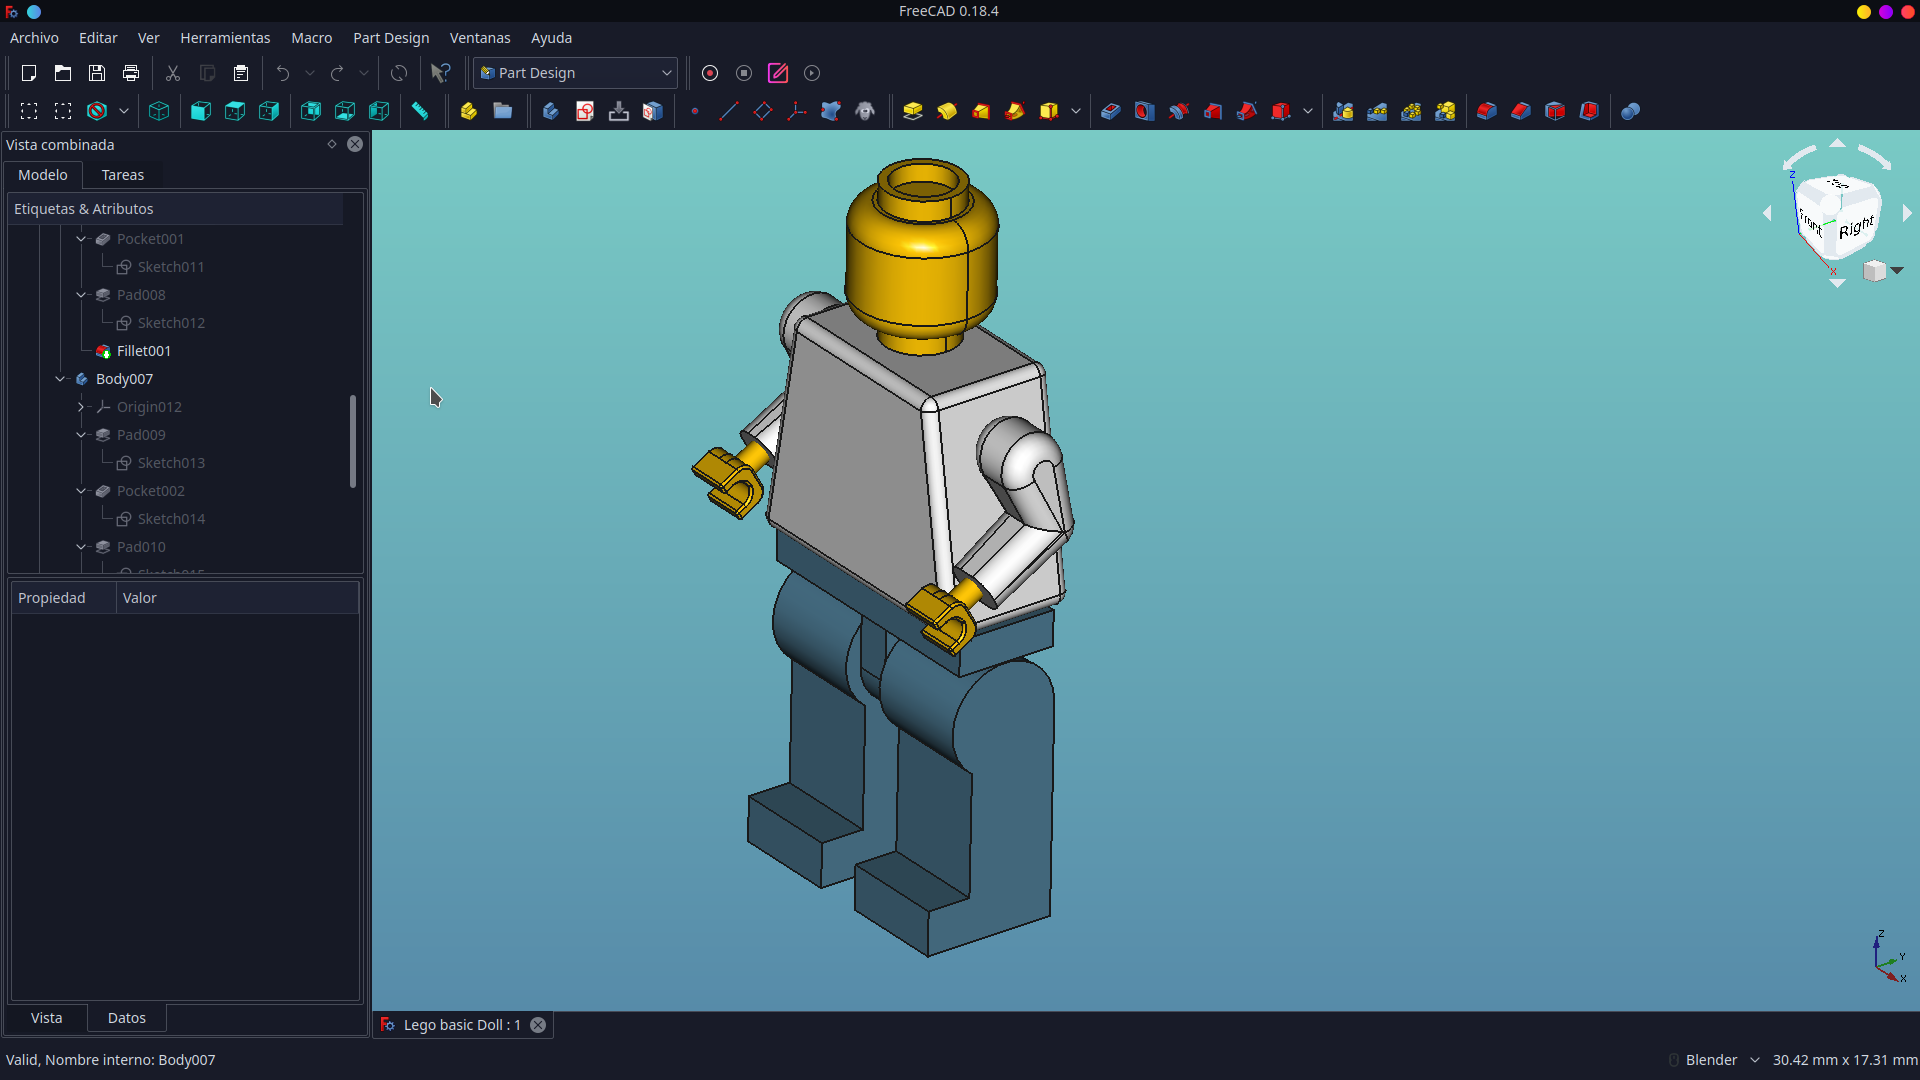 FreeCAD 0.18.4
Archivo Editar Ver Herramientas Macro Part Design Ventanas Ayuda
Part Design
Vista combinada
Modelo Tareas
Etiquetas & Atributos
Pocket001
Sketch011
Pad008
Sketch012
Fillet001
Body007
Origin012
Pad009
Sketch013
Pocket002
Sketch014
Pad010
Sketch015
Propiedad Valor
Vista Datos
Z
Front Right
X
Z
Y
X
Lego basic Doll : 1
Valid, Nombre interno: Body007
Blender 30.42 mm x 17.31 mm